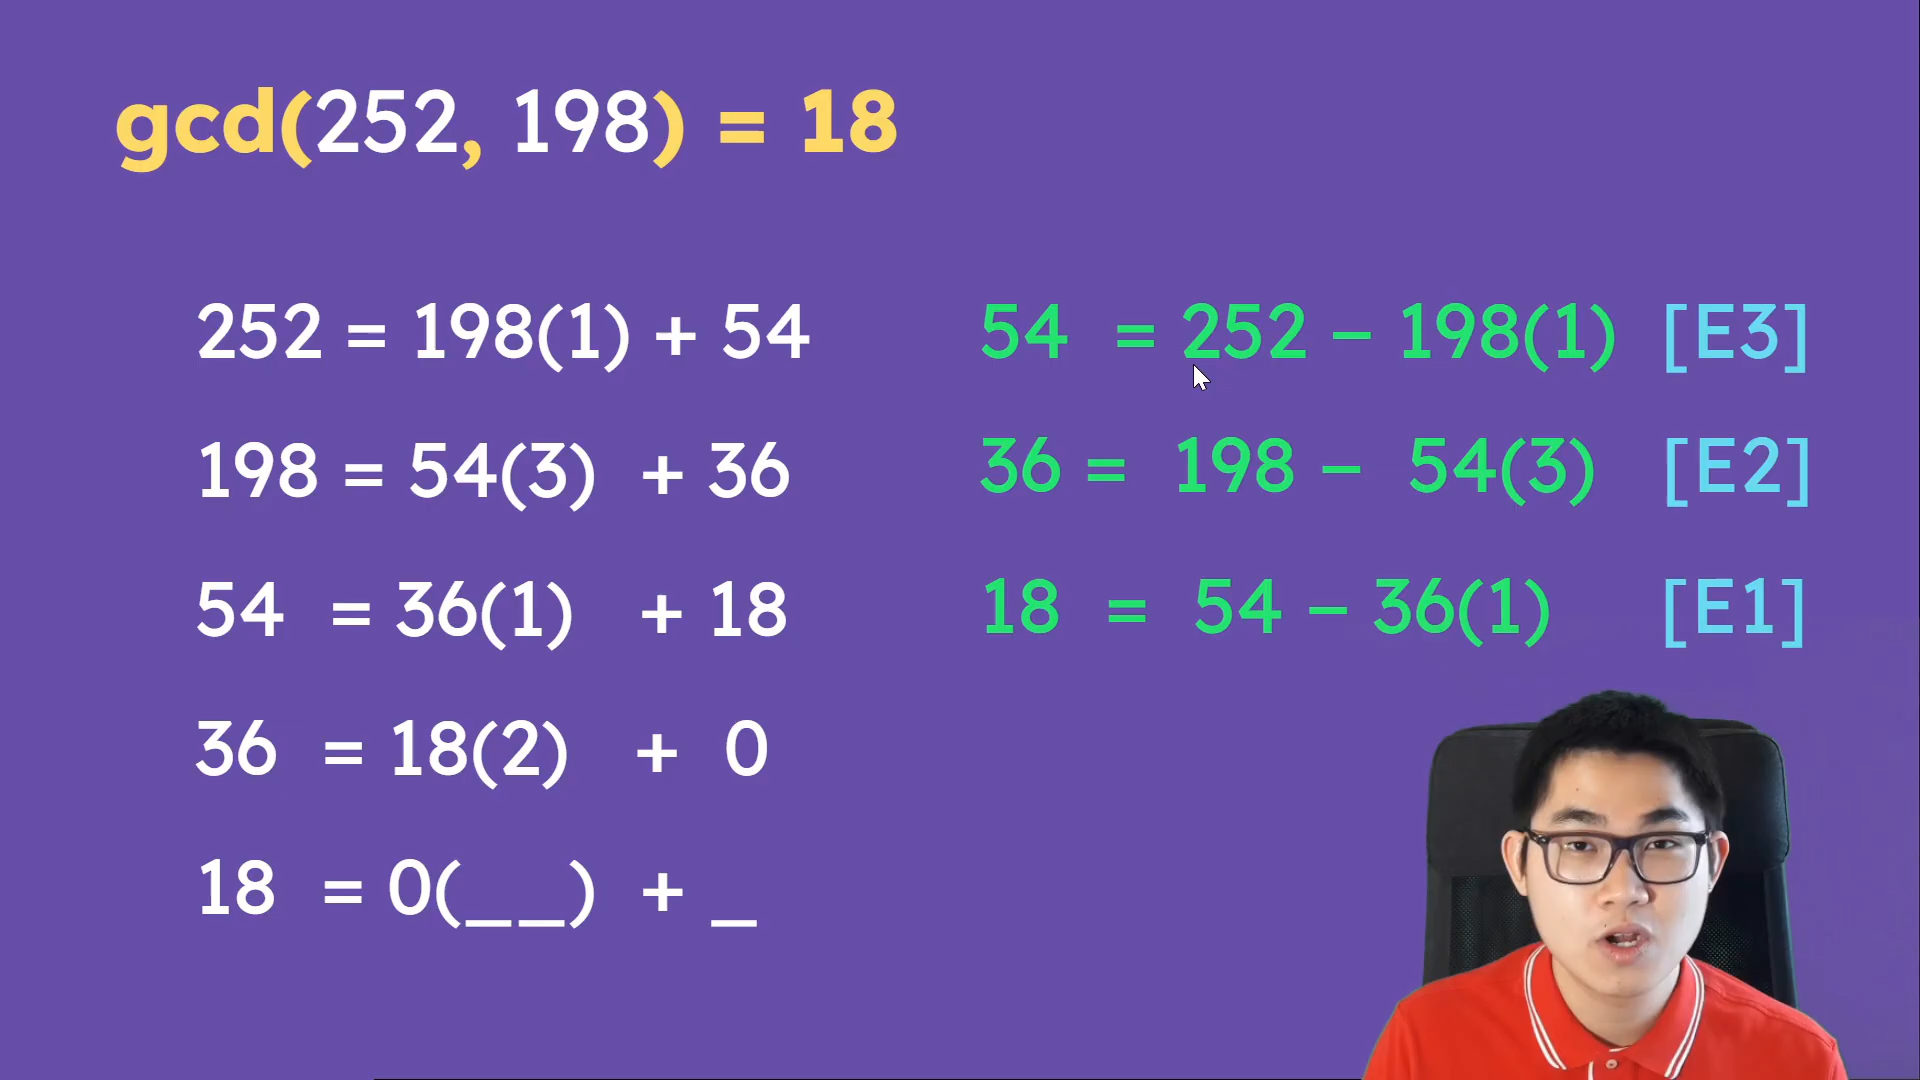 gcd(252, 198) = 18
252 = 198(1) + 54
198 = 54(3) + 36
54 = 36(1) + 18
36 = 18(2) + 0
18 = 0(__) + _
54 = 252 – 198(1) [E3]
36 = 198 – 54(3) [E2]
18 = 54 – 36(1) [E1]